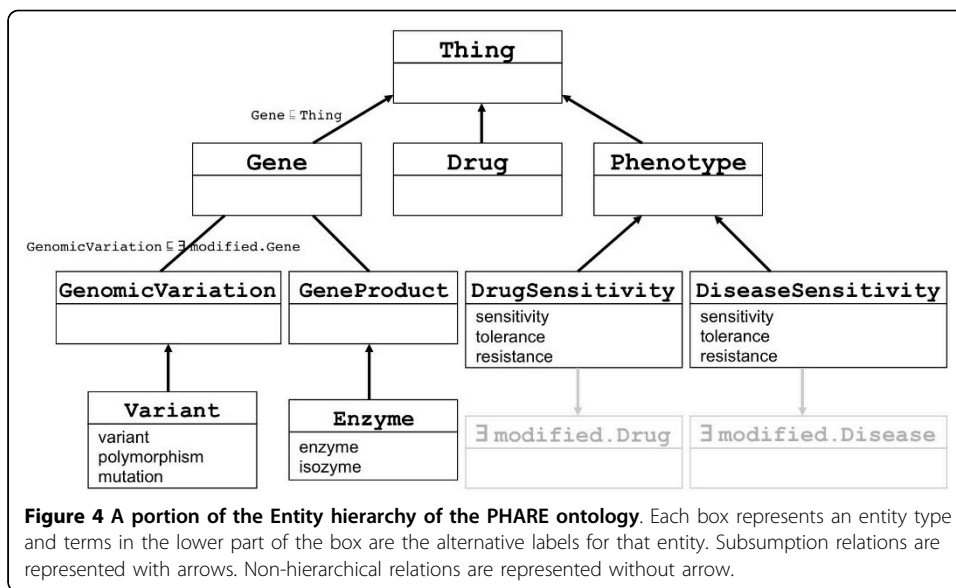 Thing
Gene ⊑ Thing
Gene
Drug
Phenotype
GenomicVariation ⊑ ∃ modified.Gene
GenomicVariation
GeneProduct
DrugSensitivity
sensitivity
tolerance
resistance
DiseaseSensitivity
sensitivity
tolerance
resistance
Variant
variant
polymorphism
mutation
Enzyme
enzyme
isozyme
∃ modified.Drug
∃ modified.Disease
Figure 4 A portion of the Entity hierarchy of the PHARE ontology. Each box represents an entity type
and terms in the lower part of the box are the alternative labels for that entity. Subsumption relations are
represented with arrows. Non-hierarchical relations are represented without arrow.